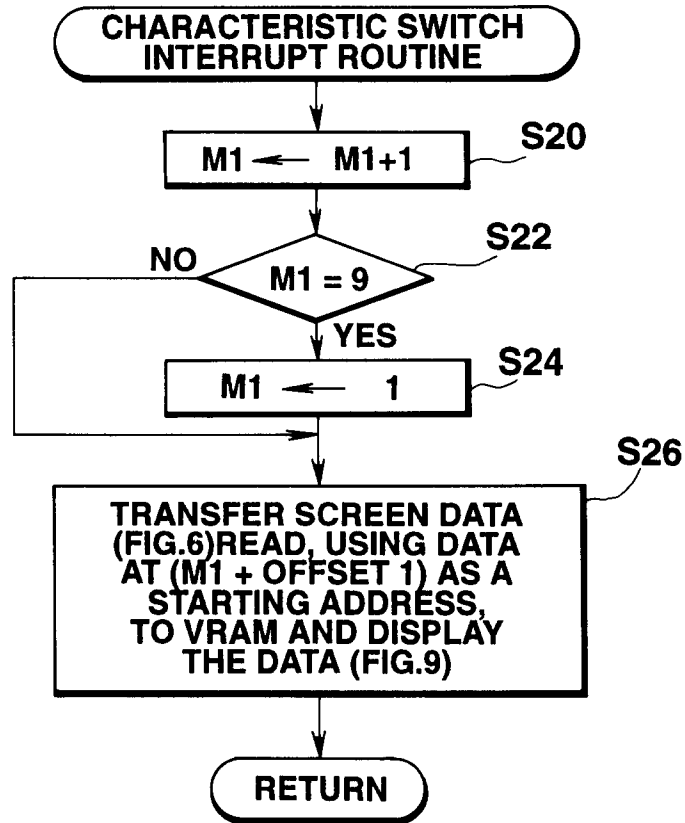 CHARACTERISTIC SWITCH
INTERRUPT ROUTINE
S20
M1 ← M1+1
S22
NO
M1 = 9
YES
S24
M1 ← 1
S26
TRANSFER SCREEN DATA
(FIG.6)READ, USING DATA
AT (M1 + OFFSET 1) AS A
STARTING ADDRESS,
TO VRAM AND DISPLAY
THE DATA (FIG.9)
RETURN